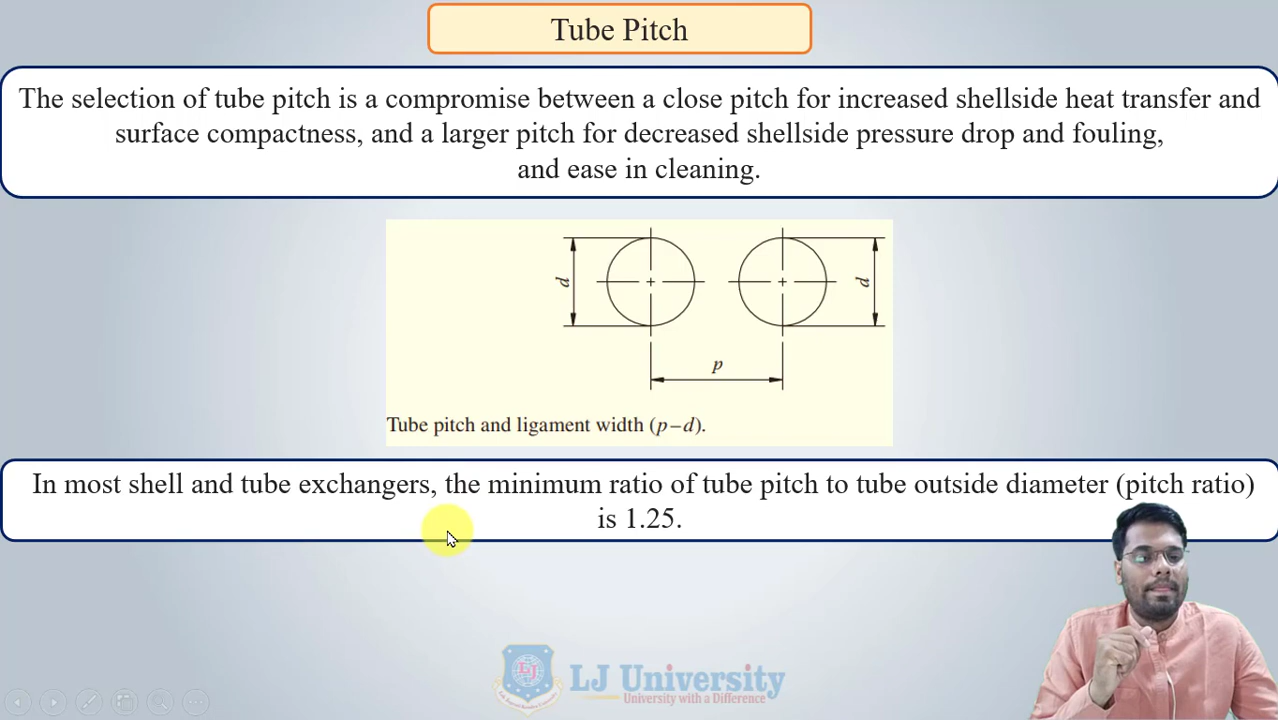 Tube Pitch
The selection of tube pitch is a compromise between a close pitch for increased shellside heat transfer and
surface compactness, and a larger pitch for decreased shellside pressure drop and fouling,
and ease in cleaning.
d
d
p
Tube pitch and ligament width (p–d).
In most shell and tube exchangers, the minimum ratio of tube pitch to tube outside diameter (pitch ratio)
is 1.25.
LJ
LJ University
University with a Difference